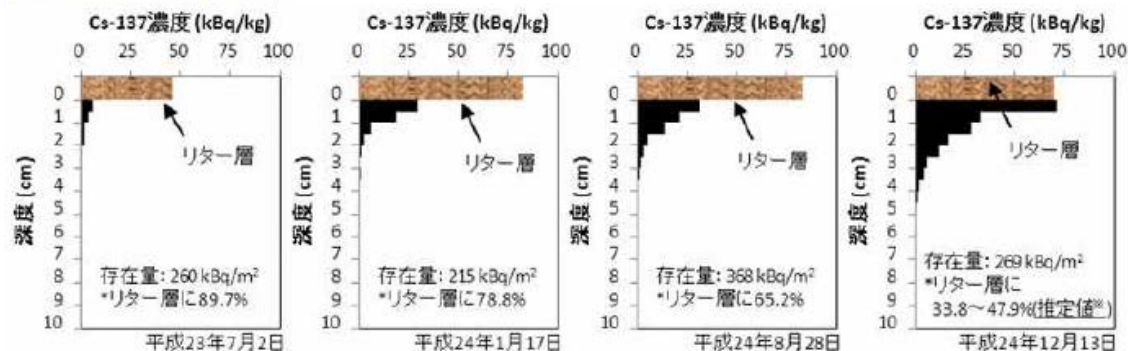 Cs-137濃度 (kBq/kg)
0 25 50 75 100
0
1
2
3
4
5
6
7
8
9
10
深度 (cm)
リター層
存在量: 260 kBq/m²
*リター層に89.7%
平成23年7月2日
Cs-137濃度 (kBq/kg)
0 25 50 75 100
0
1
2
3
4
5
6
7
8
9
10
深度 (cm)
リター層
存在量: 215 kBq/m²
*リター層に78.8%
平成24年1月17日
Cs-137濃度 (kBq/kg)
0 25 50 75 100
0
1
2
3
4
5
6
7
8
9
10
深度 (cm)
リター層
存在量: 368 kBq/m²
*リター層に65.2%
平成24年8月28日
Cs-137濃度 (kBq/kg)
0 25 50 75 100
0
1
2
3
4
5
6
7
8
9
10
深度 (cm)
リター層
存在量: 269 kBq/m²
*リター層に
33.8～47.9%(推定値※)
平成24年12月13日